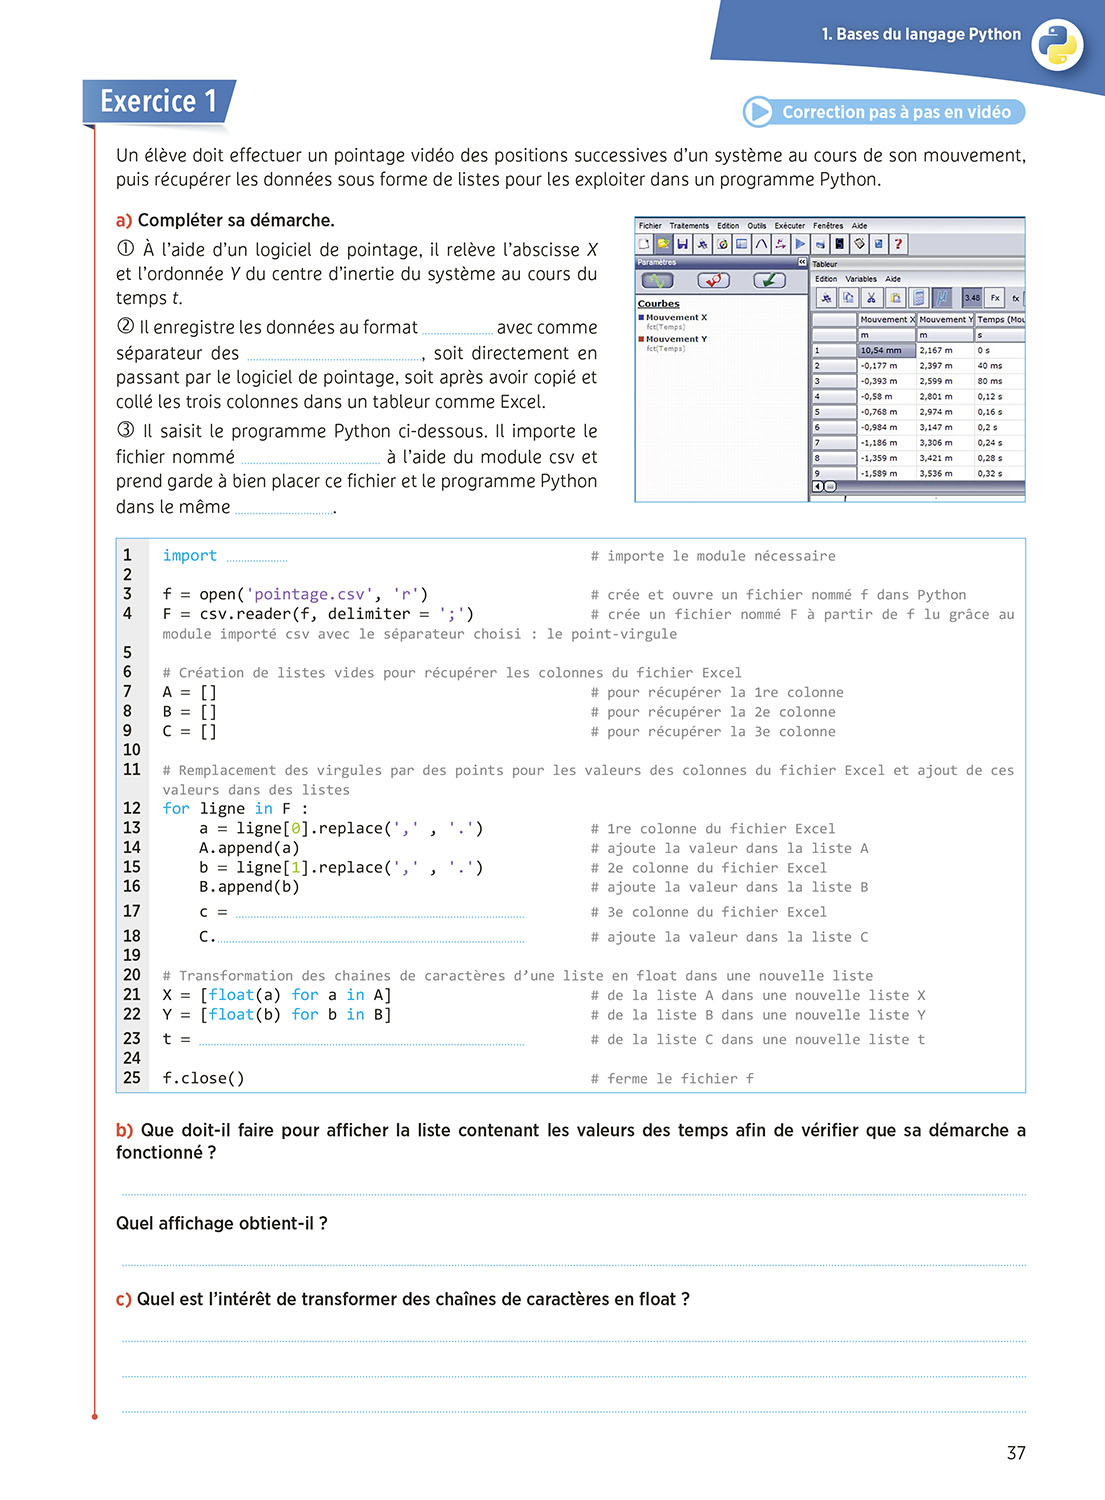 1. Bases du langage Python
Exercice 1
Correction pas à pas en vidéo
Un élève doit effectuer un pointage vidéo des positions successives d'un système au cours de son mouvement,
puis récupérer les données sous forme de listes pour les exploiter dans un programme Python.
a) Compléter sa démarche.
① À l'aide d'un logiciel de pointage, il relève l'abscisse X
et l'ordonnée Y du centre d'inertie du système au cours du
temps t.
② Il enregistre les données au format ............ avec comme
séparateur des ............, soit directement en
passant par le logiciel de pointage, soit après avoir copié et
collé les trois colonnes dans un tableur comme Excel.
③ Il saisit le programme Python ci-dessous. Il importe le
fichier nommé ............ à l'aide du module csv et
prend garde à bien placer ce fichier et le programme Python
dans le même .............
Fichier Traitements Edition Outils Exécuter Fenêtres Aide
Paramètres
Courbes
Mouvement X
fct(Temps)
Mouvement Y
fct(Temps)
Tableur
Edition Variables Aide
3.48 Fx fx
Mouvement X Mouvement Y Temps (Mou
m m s
1 10,54 mm 2,167 m 0 s
2 -0,177 m 2,397 m 40 ms
3 -0,393 m 2,599 m 80 ms
4 -0,58 m 2,801 m 0,12 s
5 -0,768 m 2,974 m 0,16 s
6 -0,984 m 3,147 m 0,2 s
7 -1,186 m 3,306 m 0,24 s
8 -1,359 m 3,421 m 0,28 s
9 -1,589 m 3,536 m 0,32 s
1 import ............ # importe le module nécessaire
2
3 f = open('pointage.csv', 'r') # crée et ouvre un fichier nommé f dans Python
4 F = csv.reader(f, delimiter = ';') # crée un fichier nommé F à partir de f lu grâce au
module importé csv avec le séparateur choisi : le point-virgule
5
6 # Création de listes vides pour récupérer les colonnes du fichier Excel
7 A = [] # pour récupérer la 1re colonne
8 B = [] # pour récupérer la 2e colonne
9 C = [] # pour récupérer la 3e colonne
10
11 # Remplacement des virgules par des points pour les valeurs des colonnes du fichier Excel et ajout de ces
valeurs dans des listes
12 for ligne in F :
13 a = ligne[0].replace(',' , '.') # 1re colonne du fichier Excel
14 A.append(a) # ajoute la valeur dans la liste A
15 b = ligne[1].replace(',' , '.') # 2e colonne du fichier Excel
16 B.append(b) # ajoute la valeur dans la liste B
17 c = ............ # 3e colonne du fichier Excel
18 C............. # ajoute la valeur dans la liste C
19
20 # Transformation des chaines de caractères d'une liste en float dans une nouvelle liste
21 X = [float(a) for a in A] # de la liste A dans une nouvelle liste X
22 Y = [float(b) for b in B] # de la liste B dans une nouvelle liste Y
23 t = ............ # de la liste C dans une nouvelle liste t
24
25 f.close() # ferme le fichier f
b) Que doit-il faire pour afficher la liste contenant les valeurs des temps afin de vérifier que sa démarche a
fonctionné ?
Quel affichage obtient-il ?
c) Quel est l'intérêt de transformer des chaînes de caractères en float ?
37